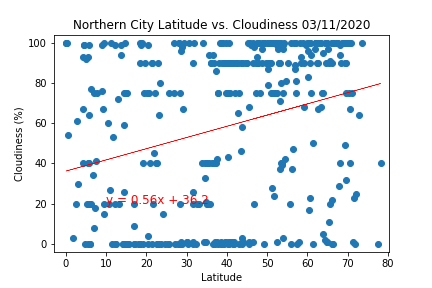 Northern City Latitude vs. Cloudiness 03/11/2020
Cloudiness (%)
100
80
60
40
20
0
y = 0.56x + 36.2
0 10 20 30 40 50 60 70 80
Latitude